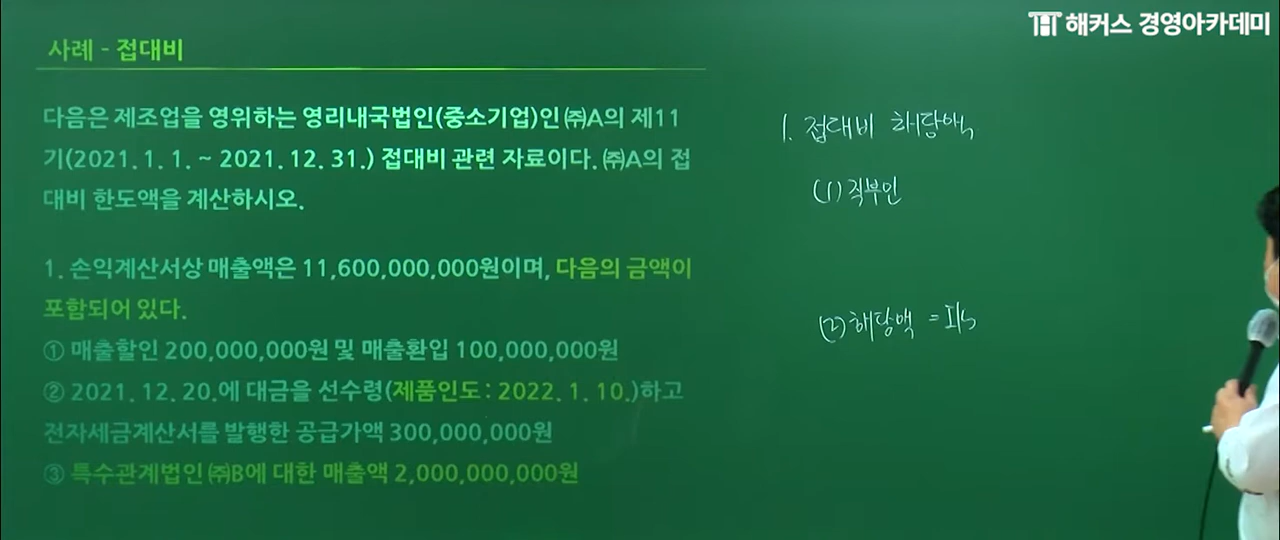 해커스 경영아카데미
사례 - 접대비
다음은 제조업을 영위하는 영리내국법인(중소기업)인 ㈜A의 제11
기(2021. 1. 1. ~ 2021. 12. 31.) 접대비 관련 자료이다. ㈜A의 접
대비 한도액을 계산하시오.
1. 손익계산서상 매출액은 11,600,000,000원이며, 다음의 금액이
포함되어 있다.
① 매출할인 200,000,000원 및 매출환입 100,000,000원
② 2021. 12. 20.에 대금을 선수령(제품인도 : 2022. 1. 10.)하고
전자세금계산서를 발행한 공급가액 300,000,000원
③ 특수관계법인 ㈜B에 대한 매출액 2,000,000,000원
1. 접대비 해당액
(1) 직부인
(2) 해당액 =